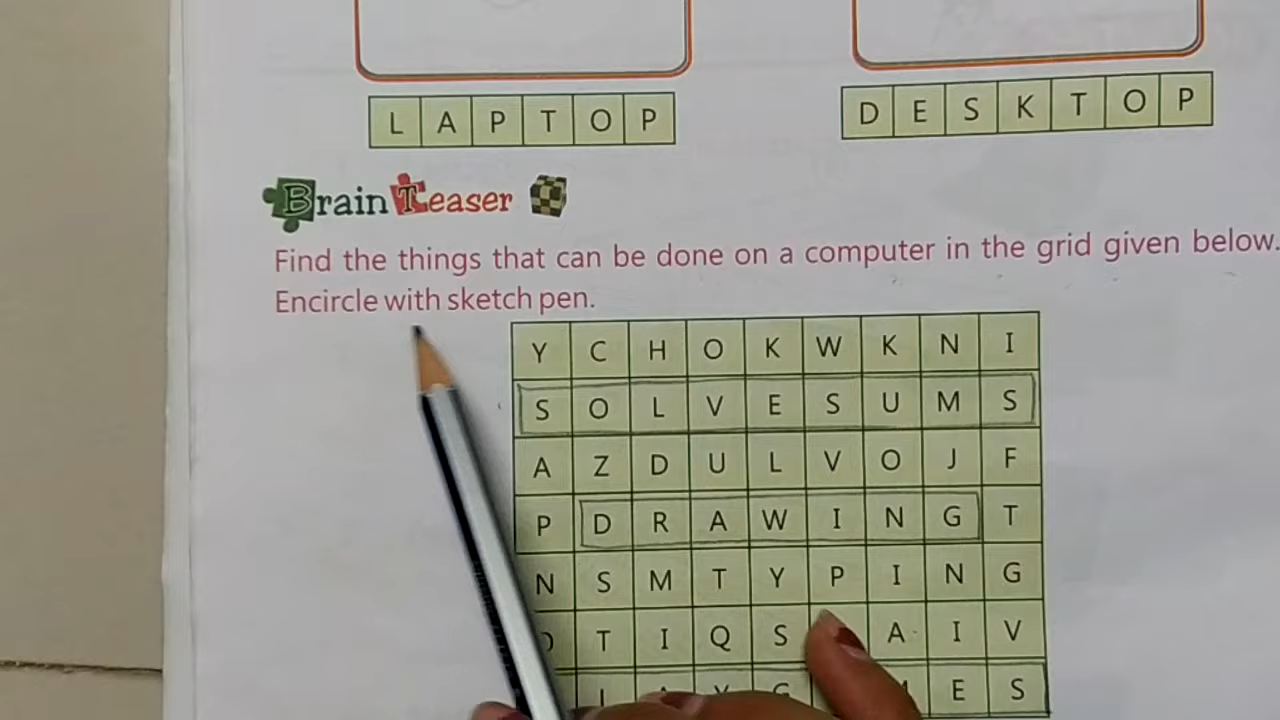 L A P T O P
D E S K T O P
Brain Teaser
Find the things that can be done on a computer in the grid given below.
Encircle with sketch pen.
Y C H O K W K N I
S O L V E S U M S
A Z D U L V O J F
P D R A W I N G T
N S M T Y P I N G
T I Q S A I V
E S